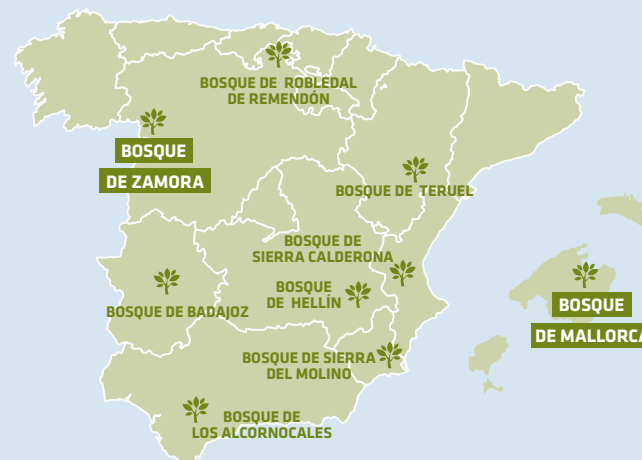 BOSQUE DE ROBLEDAL
DE REMENDÓN
BOSQUE
DE ZAMORA
BOSQUE DE TERUEL
BOSQUE DE
SIERRA CALDERONA
BOSQUE
DE HELLÍN
BOSQUE DE BADAJOZ
BOSQUE
DE MALLORCA
BOSQUE DE SIERRA
DEL MOLINO
BOSQUE DE
LOS ALCORNOCALES